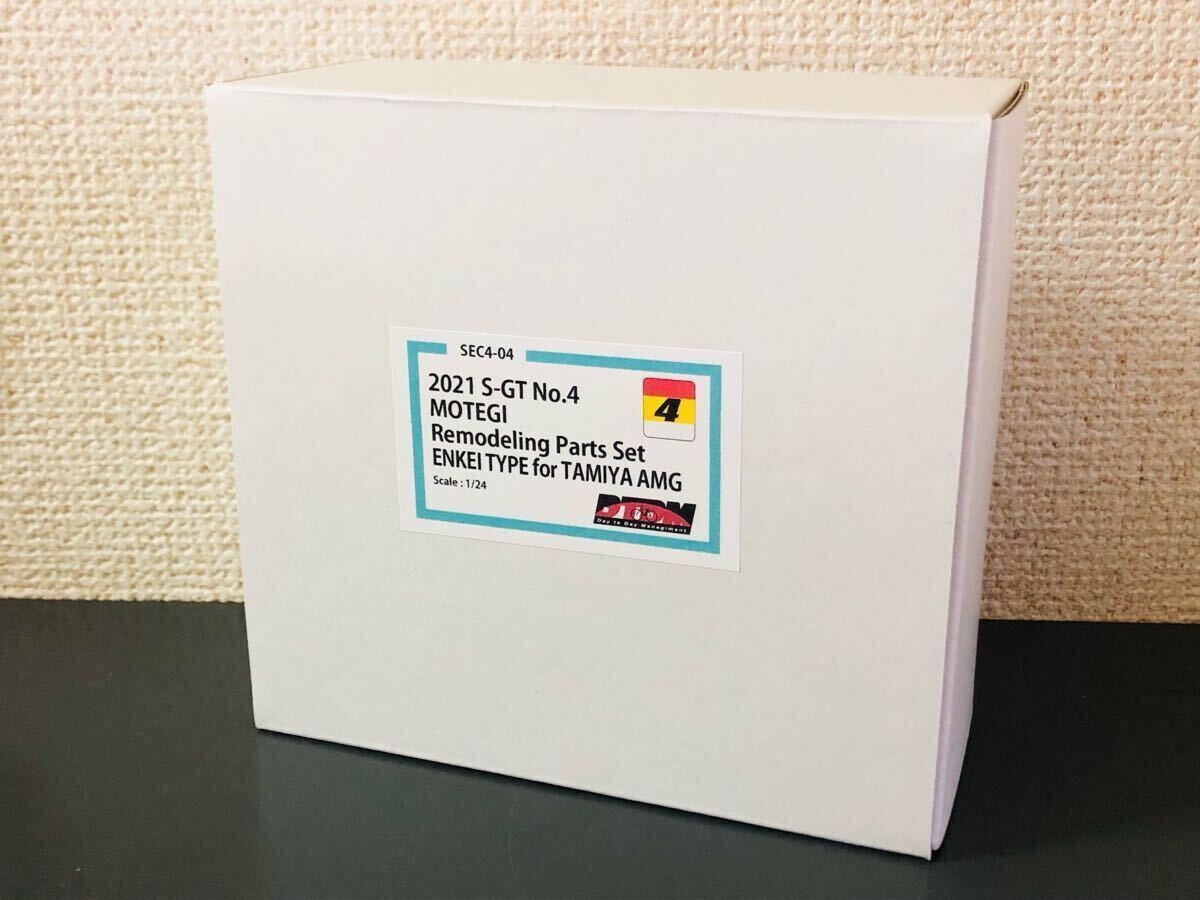 SEC4-04
2021 S-GT No.4
MOTEGI
Remodeling Parts Set
ENKEI TYPE for TAMIYA AMG
Scale : 1/24
4
Day to Day Managiment